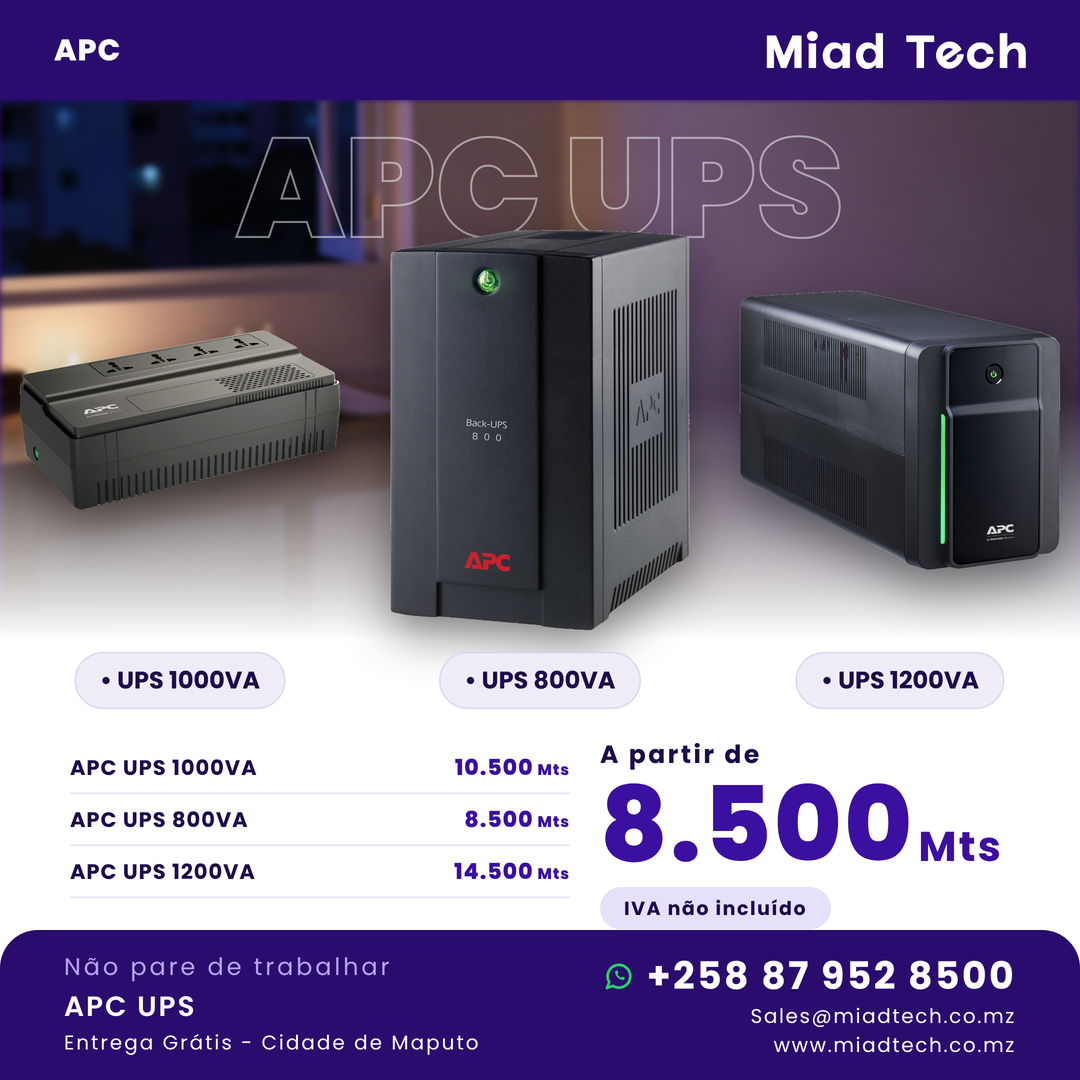 APC
Miad Tech
APC UPS
APC
Back-UPS
800
APC
APC
APC
• UPS 1000VA
• UPS 800VA
• UPS 1200VA
APC UPS 1000VA 10.500 Mts
APC UPS 800VA 8.500 Mts
APC UPS 1200VA 14.500 Mts
A partir de
8.500 Mts
IVA não incluído
Não pare de trabalhar
APC UPS
Entrega Grátis - Cidade de Maputo
+258 87 952 8500
Sales@miadtech.co.mz
www.miadtech.co.mz